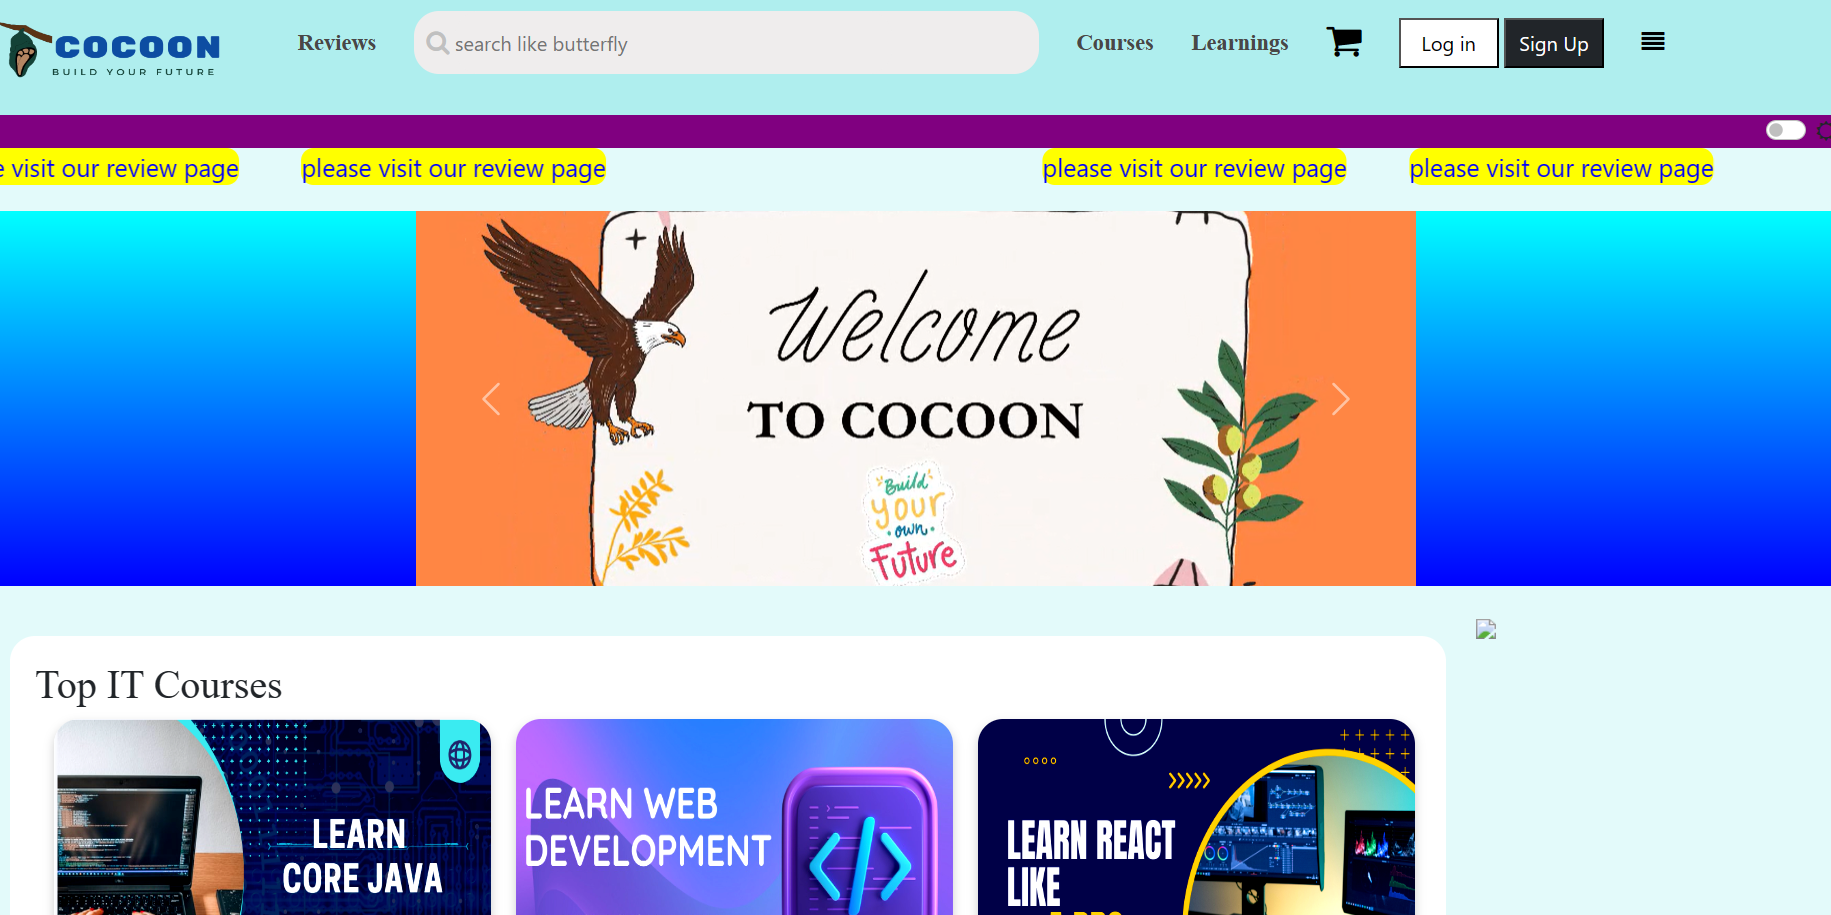 COCOON
BUILD YOUR FUTURE
Reviews
search like butterfly
Courses
Learnings
Log in
Sign Up
e visit our review page
please visit our review page
please visit our review page
please visit our review page
Welcome
TO COCOON
Build
your
own
Future
Top IT Courses
LEARN
CORE JAVA
LEARN WEB
DEVELOPMENT
LEARN REACT
LIKE